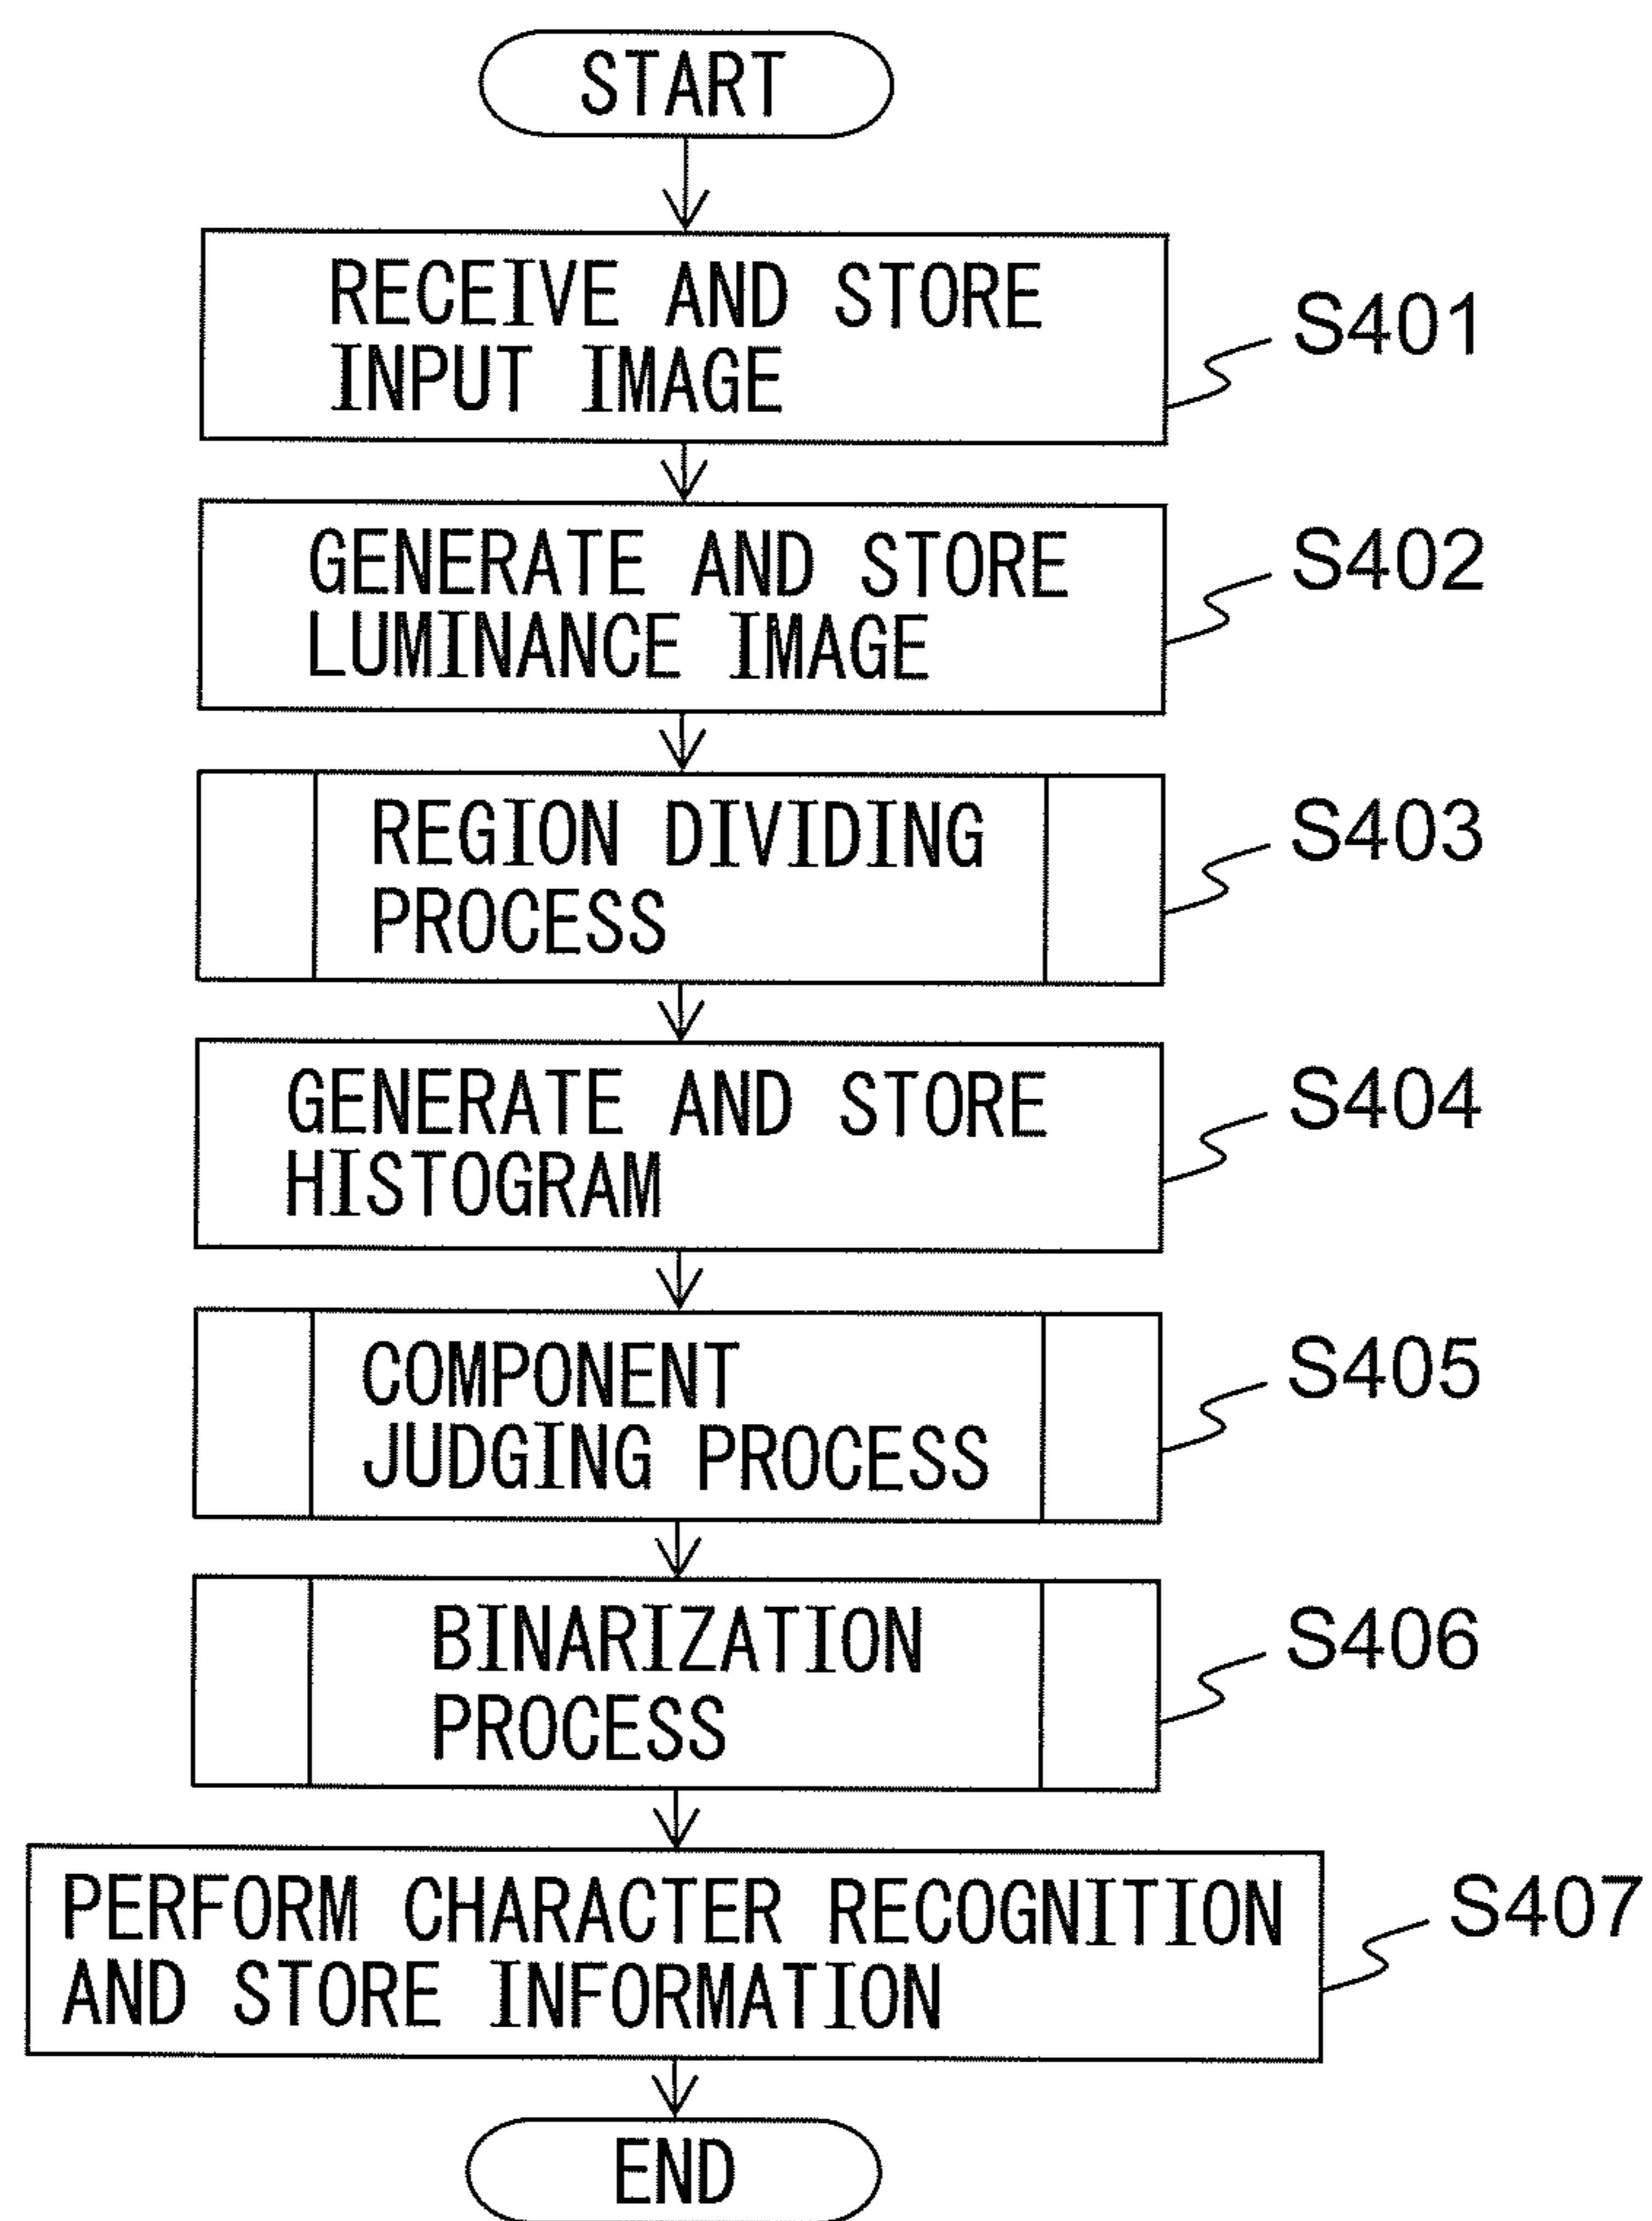 START
RECEIVE AND STORE
INPUT IMAGE
S401
GENERATE AND STORE
LUMINANCE IMAGE
S402
REGION DIVIDING
PROCESS
S403
GENERATE AND STORE
HISTOGRAM
S404
COMPONENT
JUDGING PROCESS
S405
BINARIZATION
PROCESS
S406
PERFORM CHARACTER RECOGNITION
AND STORE INFORMATION
S407
END